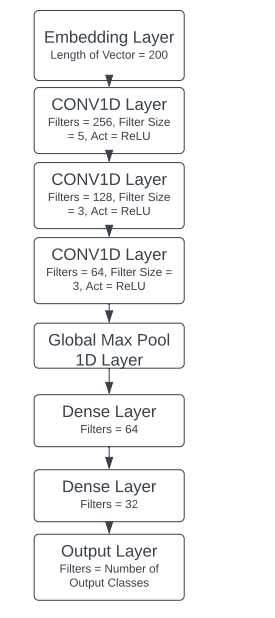 Embedding Layer
Length of Vector = 200
CONV1D Layer
Filters = 256, Filter Size
= 5, Act = ReLU
CONV1D Layer
Filters = 128, Filter Size
= 3, Act = ReLU
CONV1D Layer
Filters = 64, Filter Size =
3, Act = ReLU
Global Max Pool
1D Layer
Dense Layer
Filters = 64
Dense Layer
Filters = 32
Output Layer
Filters = Number of
Output Classes